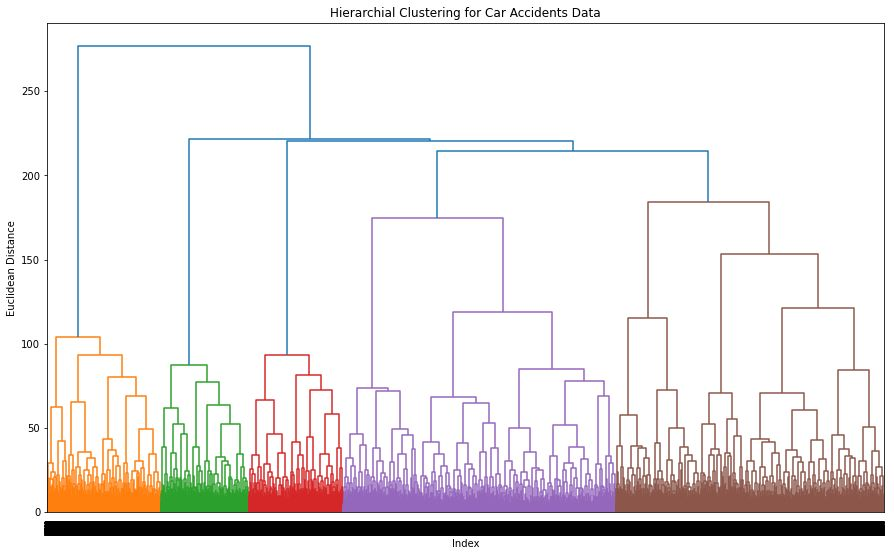 Hierarchial Clustering for Car Accidents Data
250
200
150
100
50
0
Euclidean Distance
Index